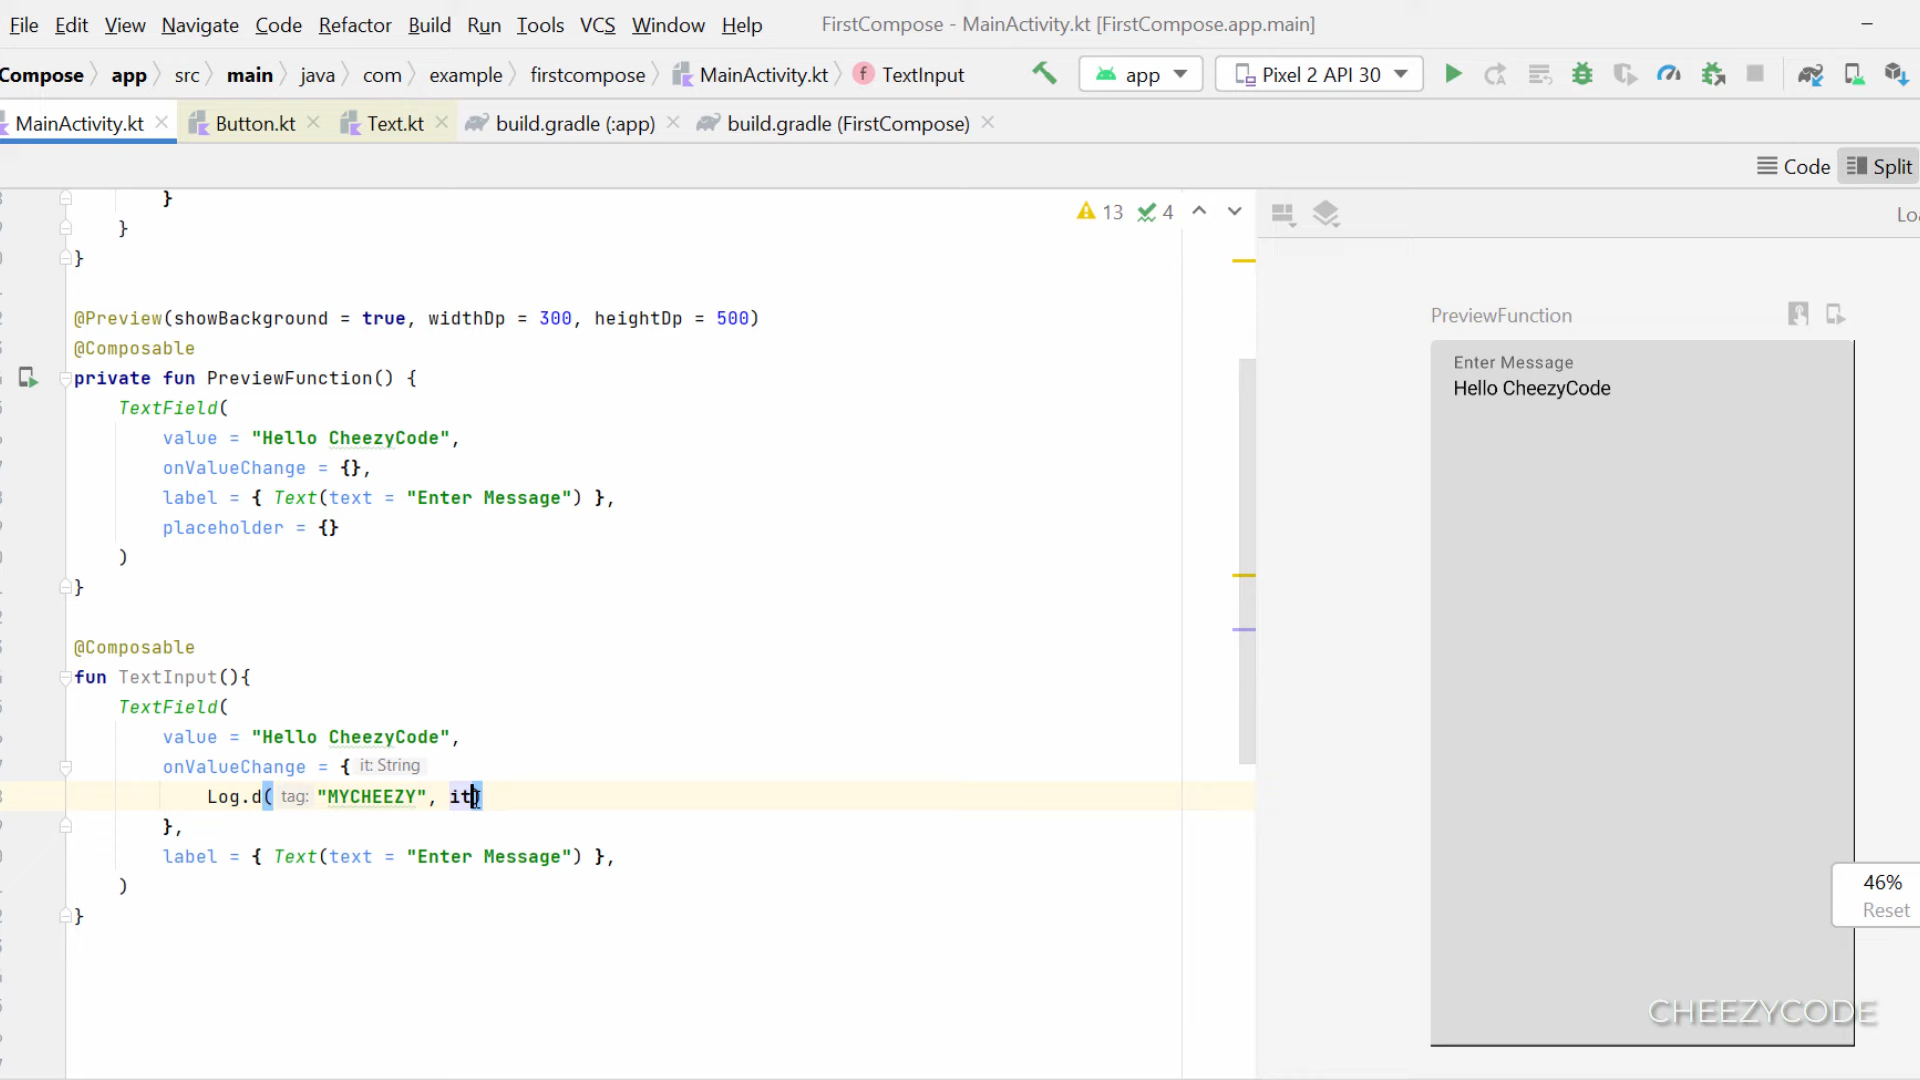 File Edit View Navigate Code Refactor Build Run Tools VCS Window Help FirstCompose - MainActivity.kt [FirstCompose.app.main]
Compose app src main java com example firstcompose MainActivity.kt TextInput app Pixel 2 API 30
MainActivity.kt Button.kt Text.kt build.gradle (:app) build.gradle (FirstCompose)
Code Split
13 4
}
}
}
@Preview(showBackground = true, widthDp = 300, heightDp = 500)
@Composable
private fun PreviewFunction() {
TextField(
value = "Hello CheezyCode",
onValueChange = {},
label = { Text(text = "Enter Message") },
placeholder = {}
)
}
@Composable
fun TextInput(){
TextField(
value = "Hello CheezyCode",
onValueChange = { it: String
Log.d( tag: "MYCHEEZY", it)
},
label = { Text(text = "Enter Message") },
)
}
PreviewFunction
Enter Message
Hello CheezyCode
46%
Reset
CHEEZYCODE